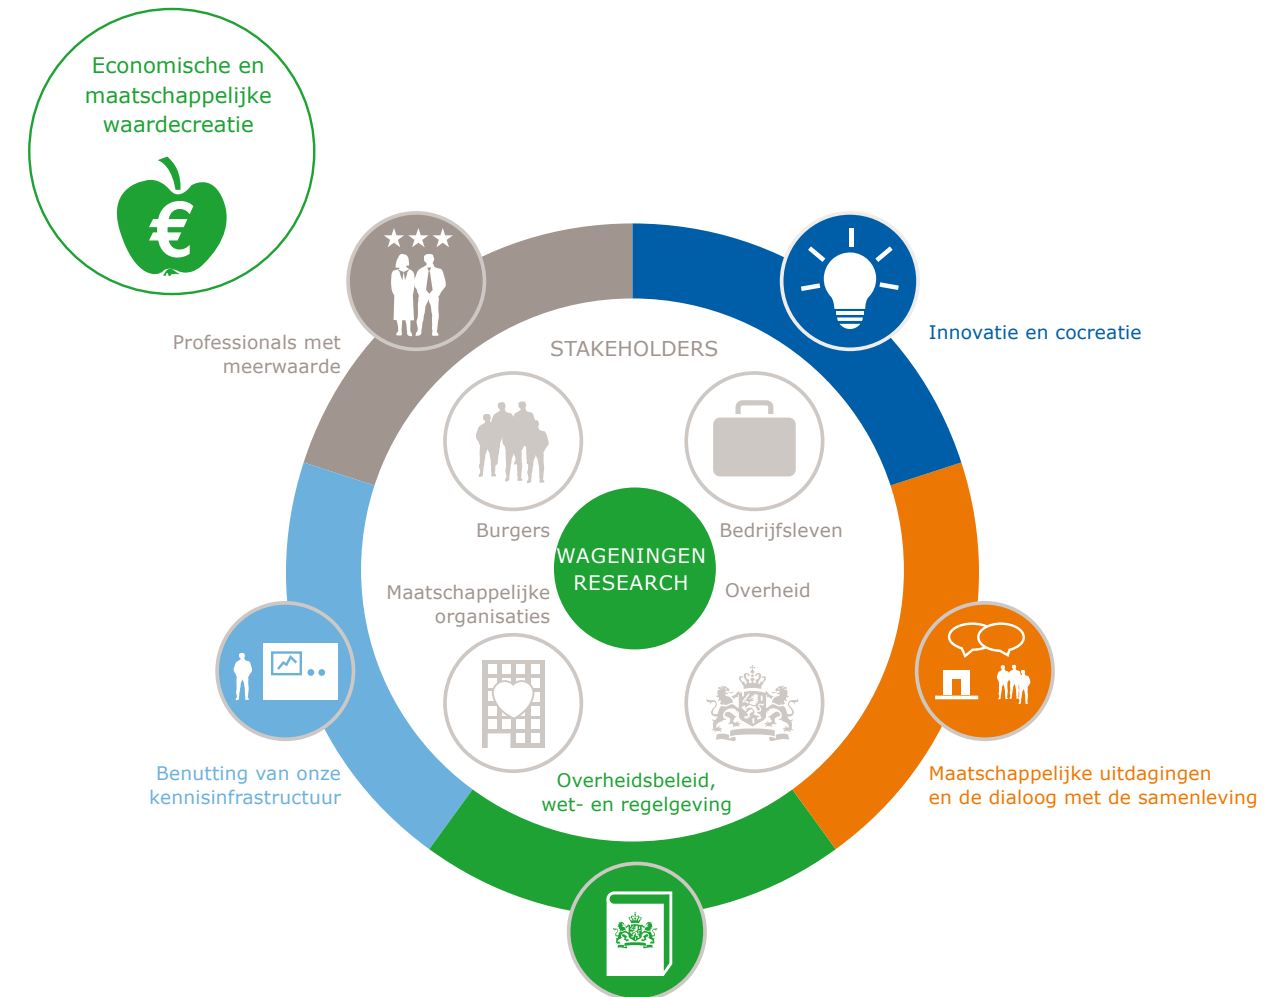 Economische en
maatschappelijke
waardecreatie
€
Professionals met
meerwaarde
Innovatie en cocreatie
STAKEHOLDERS
Burgers
Bedrijfsleven
WAGENINGEN
RESEARCH
Maatschappelijke
organisaties
Overheid
Benutting van onze
kennisinfrastructuur
Overheidsbeleid,
wet- en regelgeving
Maatschappelijke uitdagingen
en de dialoog met de samenleving